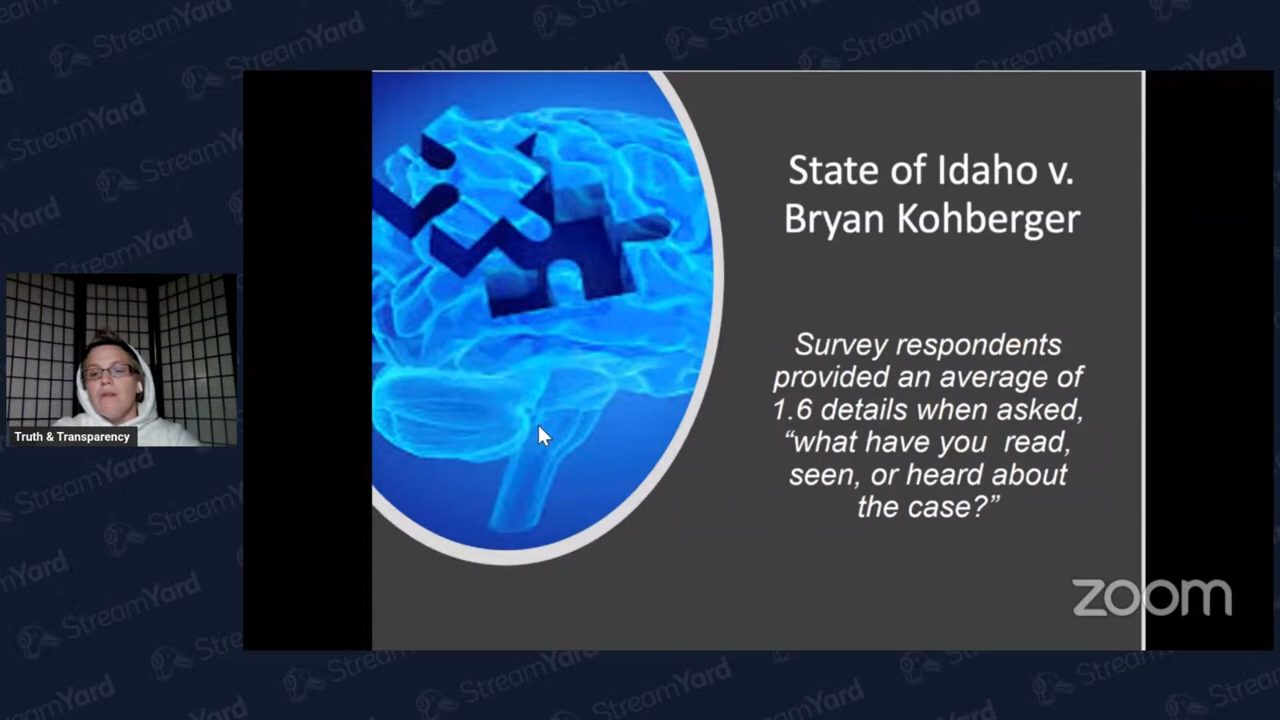 StreamYard
State of Idaho v.
Bryan Kohberger
Survey respondents
provided an average of
1.6 details when asked,
“what have you read,
seen, or heard about
the case?”
Truth & Transparency
zoom